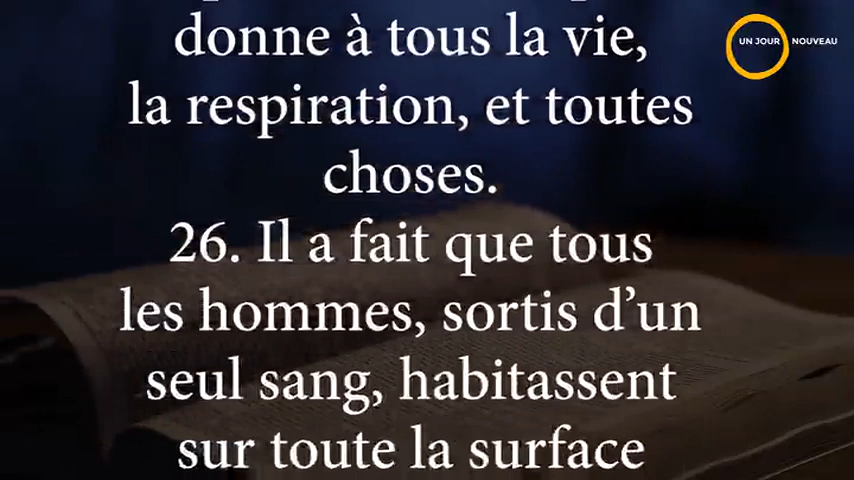 UN JOUR NOUVEAU
donne à tous la vie,
la respiration, et toutes
choses.
26. Il a fait que tous
les hommes, sortis d’un
seul sang, habitassent
sur toute la surface